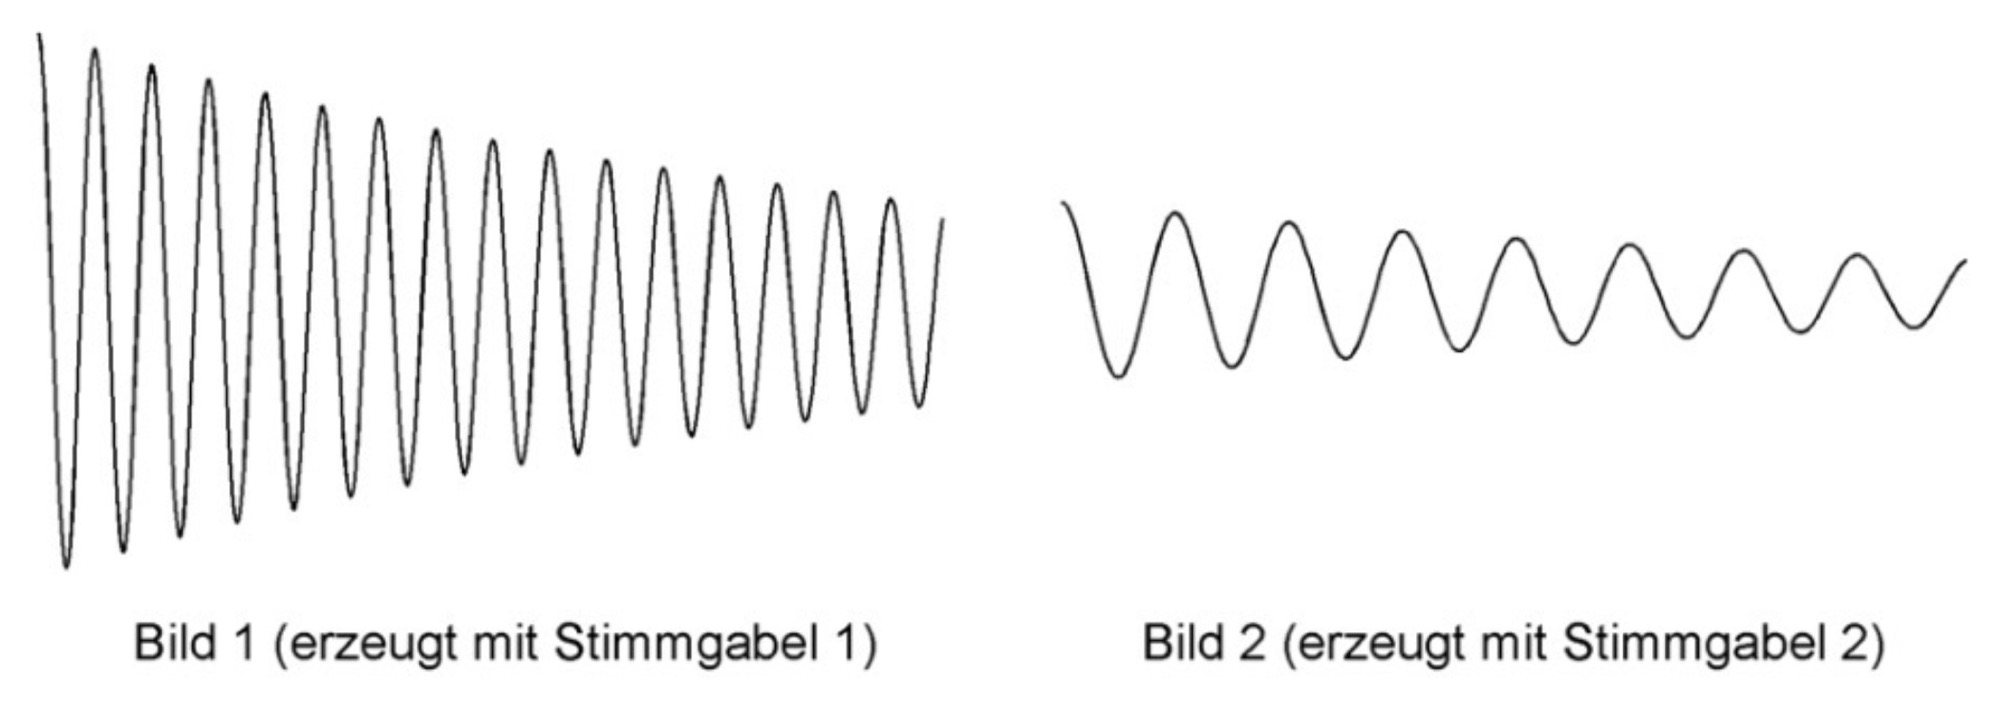 Bild 1 (erzeugt mit Stimmgabel 1)
Bild 2 (erzeugt mit Stimmgabel 2)